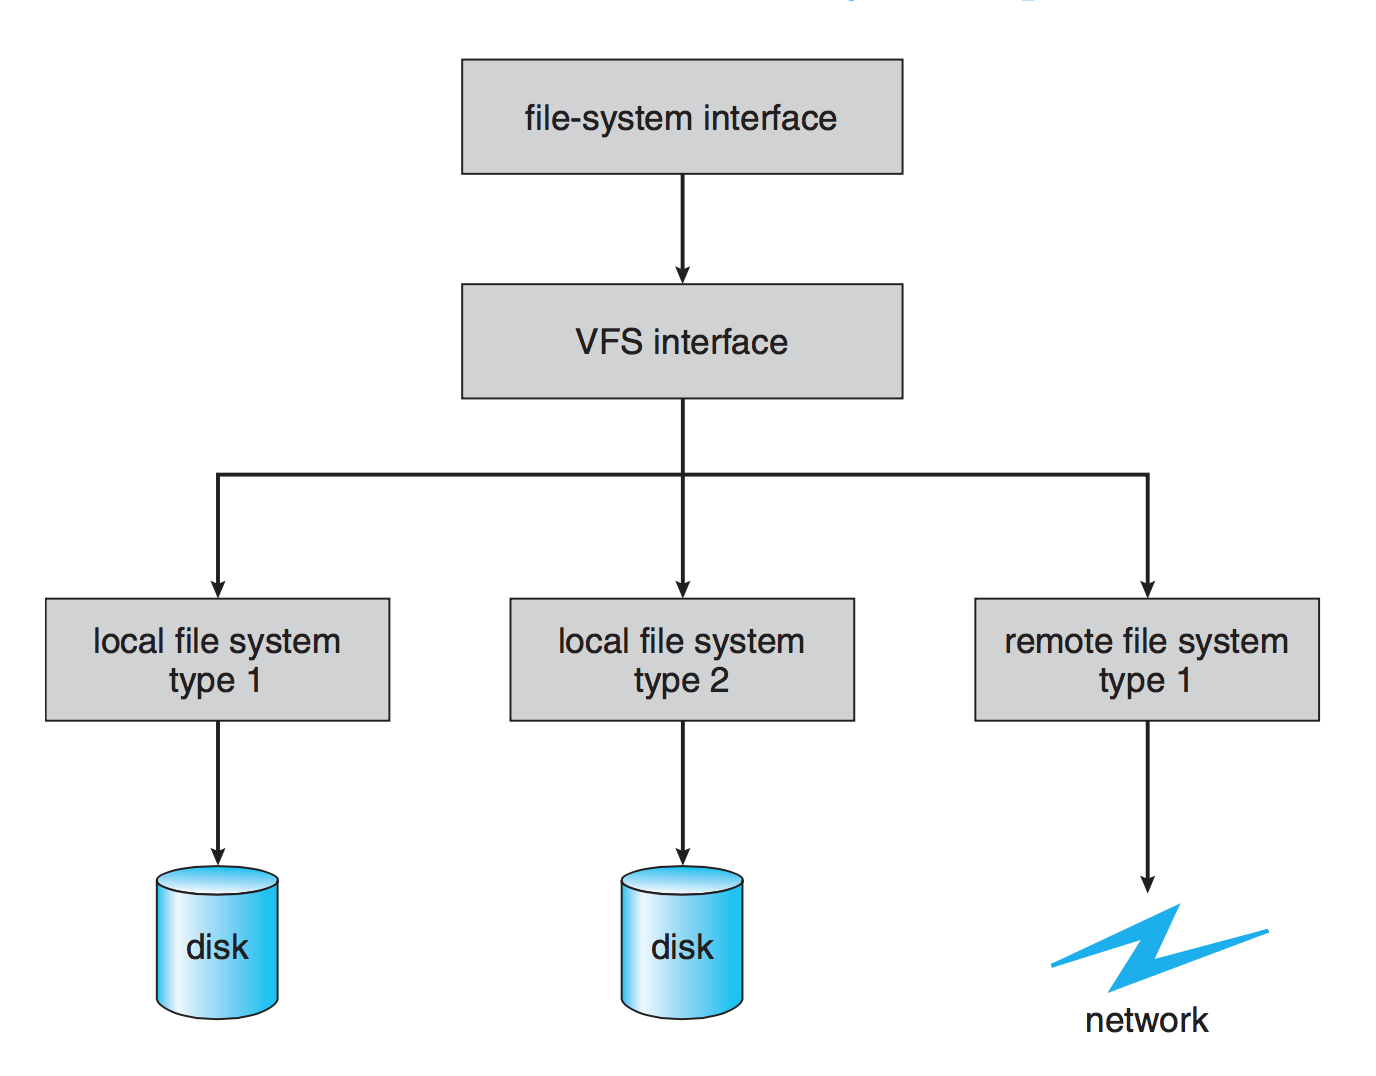 file-system interface
VFS interface
local file system
type 1
local file system
type 2
remote file system
type 1
disk
disk
network